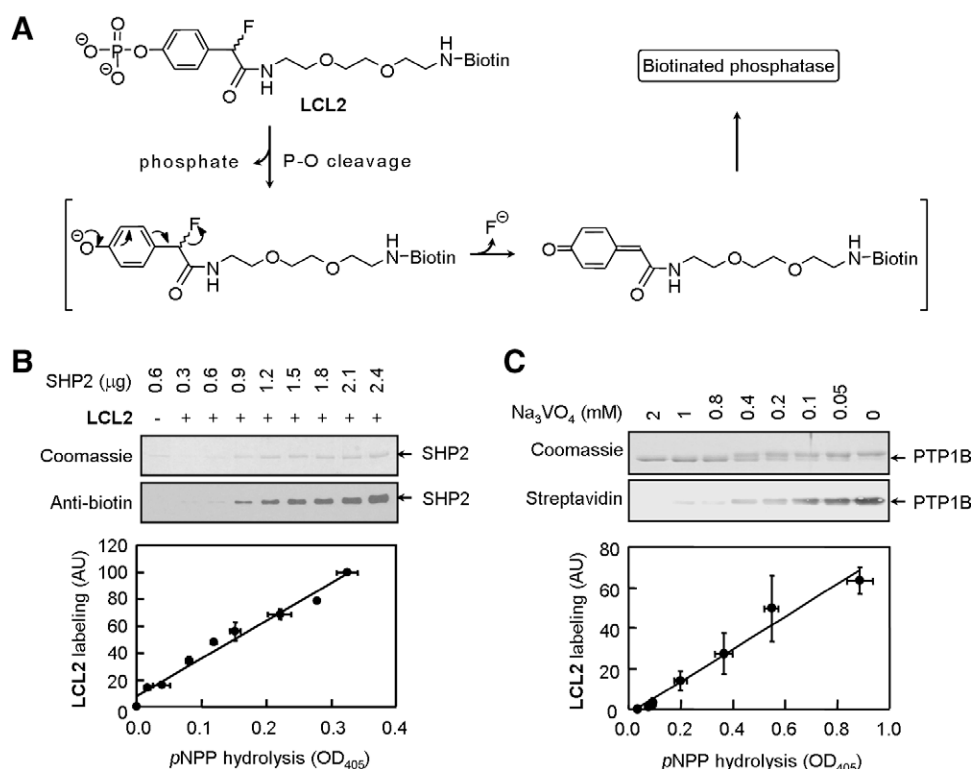 A
F
O
⊖
O-P-O
O
⊖
N
H
O
O
O
H
N-Biotin
LCL2
Biotinated phosphatase
phosphate
P-O cleavage
⊖
O
F
O
N
H
O
O
H
N-Biotin
F⊖
O
O
N
H
O
O
H
N-Biotin
B
SHP2 (μg) 0.6 0.3 0.6 0.9 1.2 1.5 1.8 2.1 2.4
LCL2 - + + + + + + + +
Coomassie SHP2
Anti-biotin SHP2
LCL2 labeling (AU)
120
100
80
60
40
20
0
0.0 0.1 0.2 0.3 0.4
pNPP hydrolysis (OD405)
C
Na3VO4 (mM) 2 1 0.8 0.4 0.2 0.1 0.05 0
Coomassie PTP1B
Streptavidin PTP1B
LCL2 labeling (AU)
80
60
40
20
0
0.0 0.2 0.4 0.6 0.8 1.0
pNPP hydrolysis (OD405)